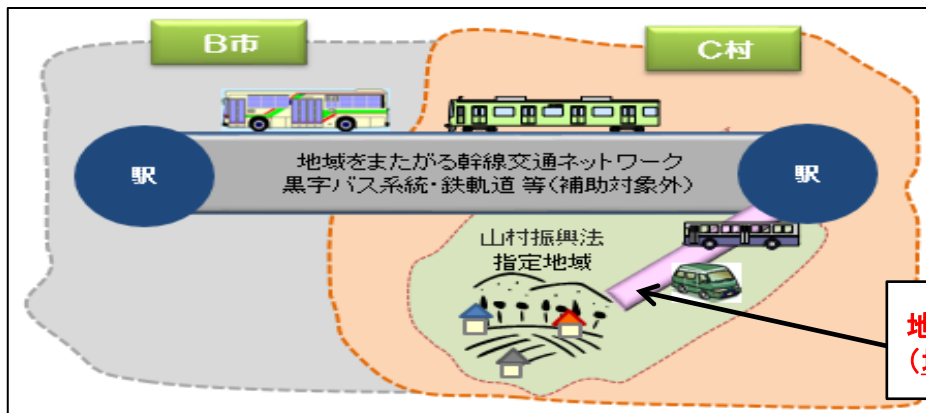 B市
C村
駅
地域をまたがる幹線交通ネットワーク
黒字バス系統・鉄軌道 等(補助対象外)
駅
山村振興法
指定地域
地